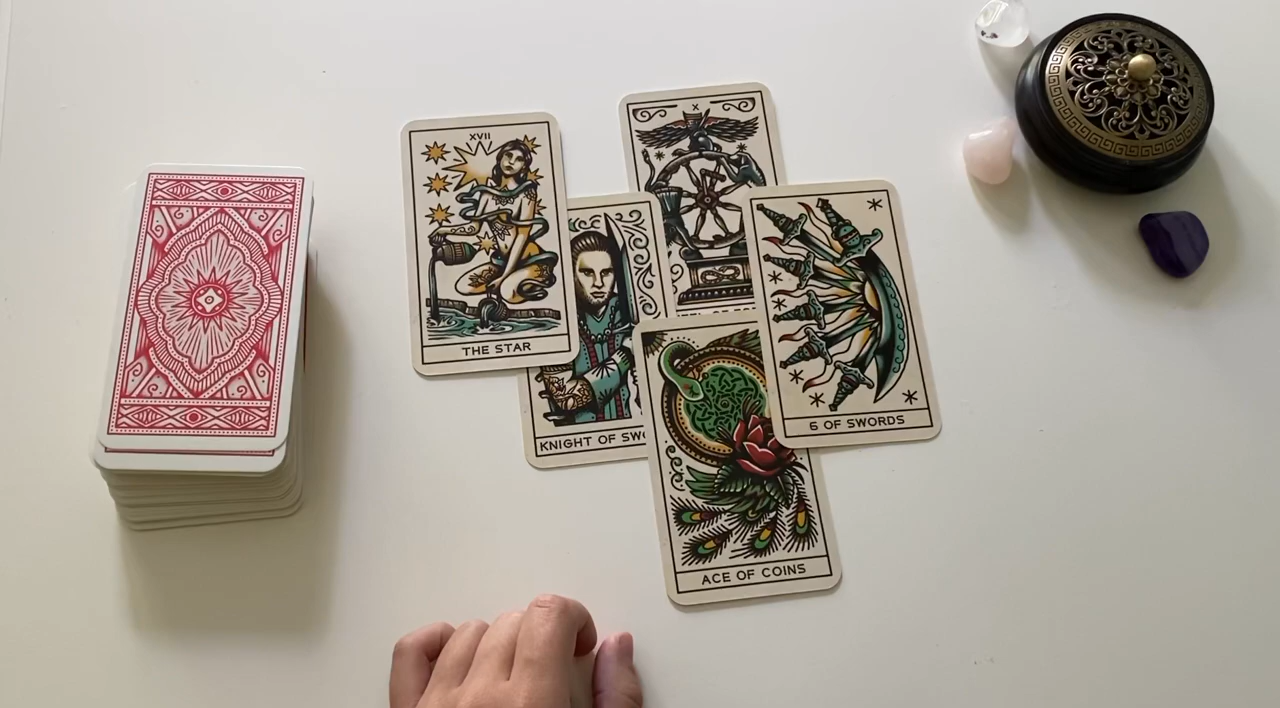 XVII
THE STAR
X
KNIGHT OF SWO
6 OF SWORDS
ACE OF COINS